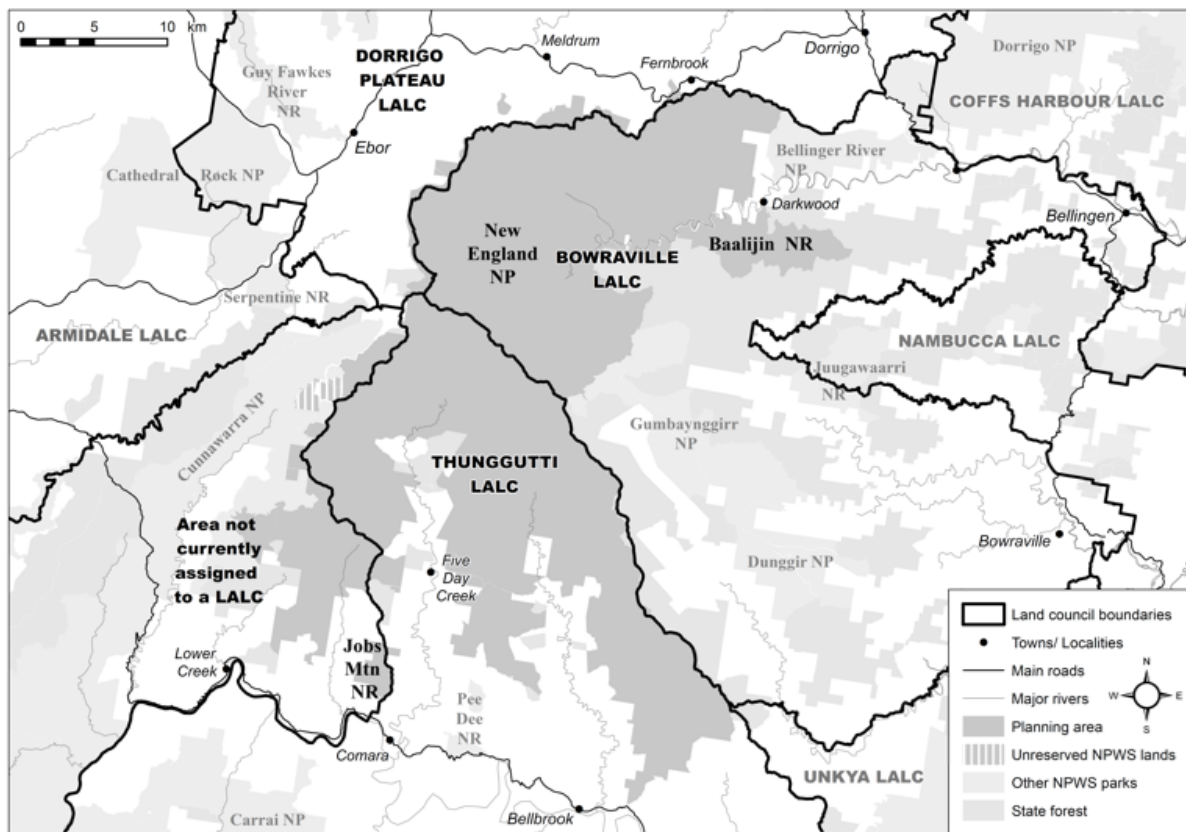 0 5 10 km
Meldrum
Dorrigo
Dorrigo NP
DORRIGO
PLATEAU
LALC
Fernbrook
Guy Fawkes
River
NR
COFFS HARBOUR LALC
Ebor
Bellinger River
NP
Cathedral Rock NP
Darkwood
Bellingen
New
England
NP
Baalijin NR
BOWRAVILLE
LALC
Serpentine NR
ARMIDALE LALC
NAMBUCCA LALC
Juugawaarri
NR
Cunnawarra NP
Gumbaynggirr
NP
THUNGGUTTI
LALC
Area not
currently
assigned
to a LALC
Bowraville
Dunggir NP
Five
Day
Creek
Lower
Creek
Jobs
Mtn
NR
Pee
Dee
NR
Comara
UNKYA LALC
Bellbrook
Carrai NP
Land council boundaries
Towns/ Localities
Main roads
Major rivers
Planning area
Unreserved NPWS lands
Other NPWS parks
State forest
N
W E
S